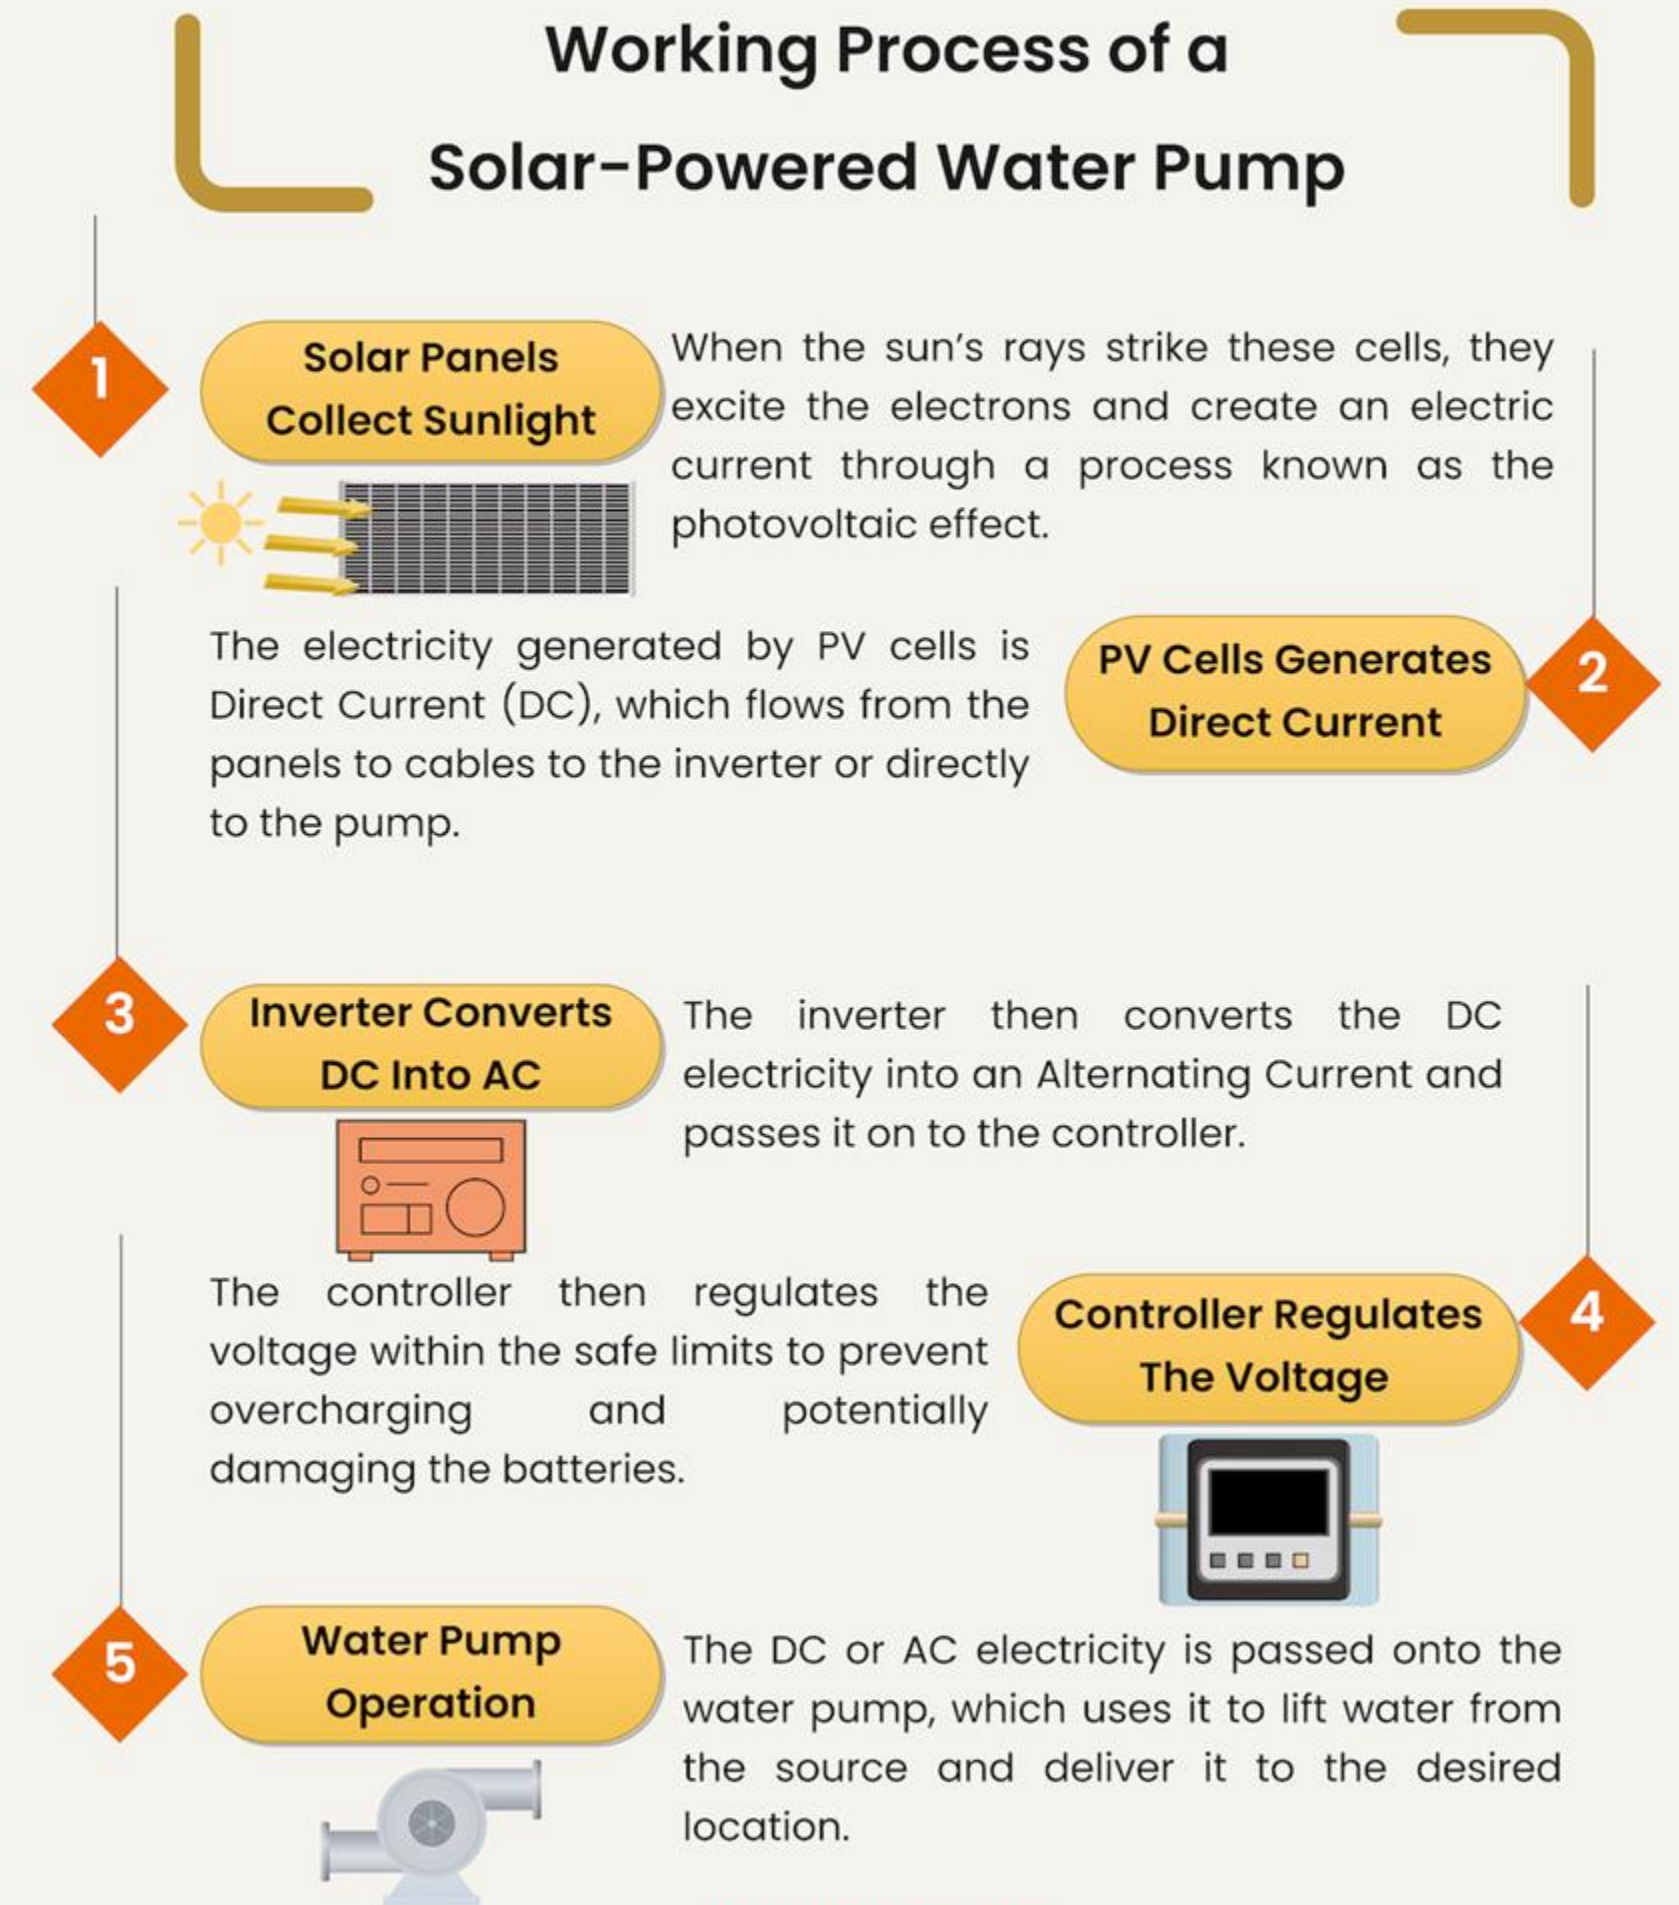 Working Process of a
Solar-Powered Water Pump
1
Solar Panels
Collect Sunlight
When the sun's rays strike these cells, they
excite the electrons and create an electric
current through a process known as the
photovoltaic effect.
The electricity generated by PV cells is
Direct Current (DC), which flows from the
panels to cables to the inverter or directly
to the pump.
PV Cells Generates
Direct Current
2
3
Inverter Converts
DC Into AC
The inverter then converts the DC
electricity into an Alternating Current and
passes it on to the controller.
The controller then regulates the
voltage within the safe limits to prevent
overcharging and potentially
damaging the batteries.
Controller Regulates
The Voltage
4
5
Water Pump
Operation
The DC or AC electricity is passed onto the
water pump, which uses it to lift water from
the source and deliver it to the desired
location.